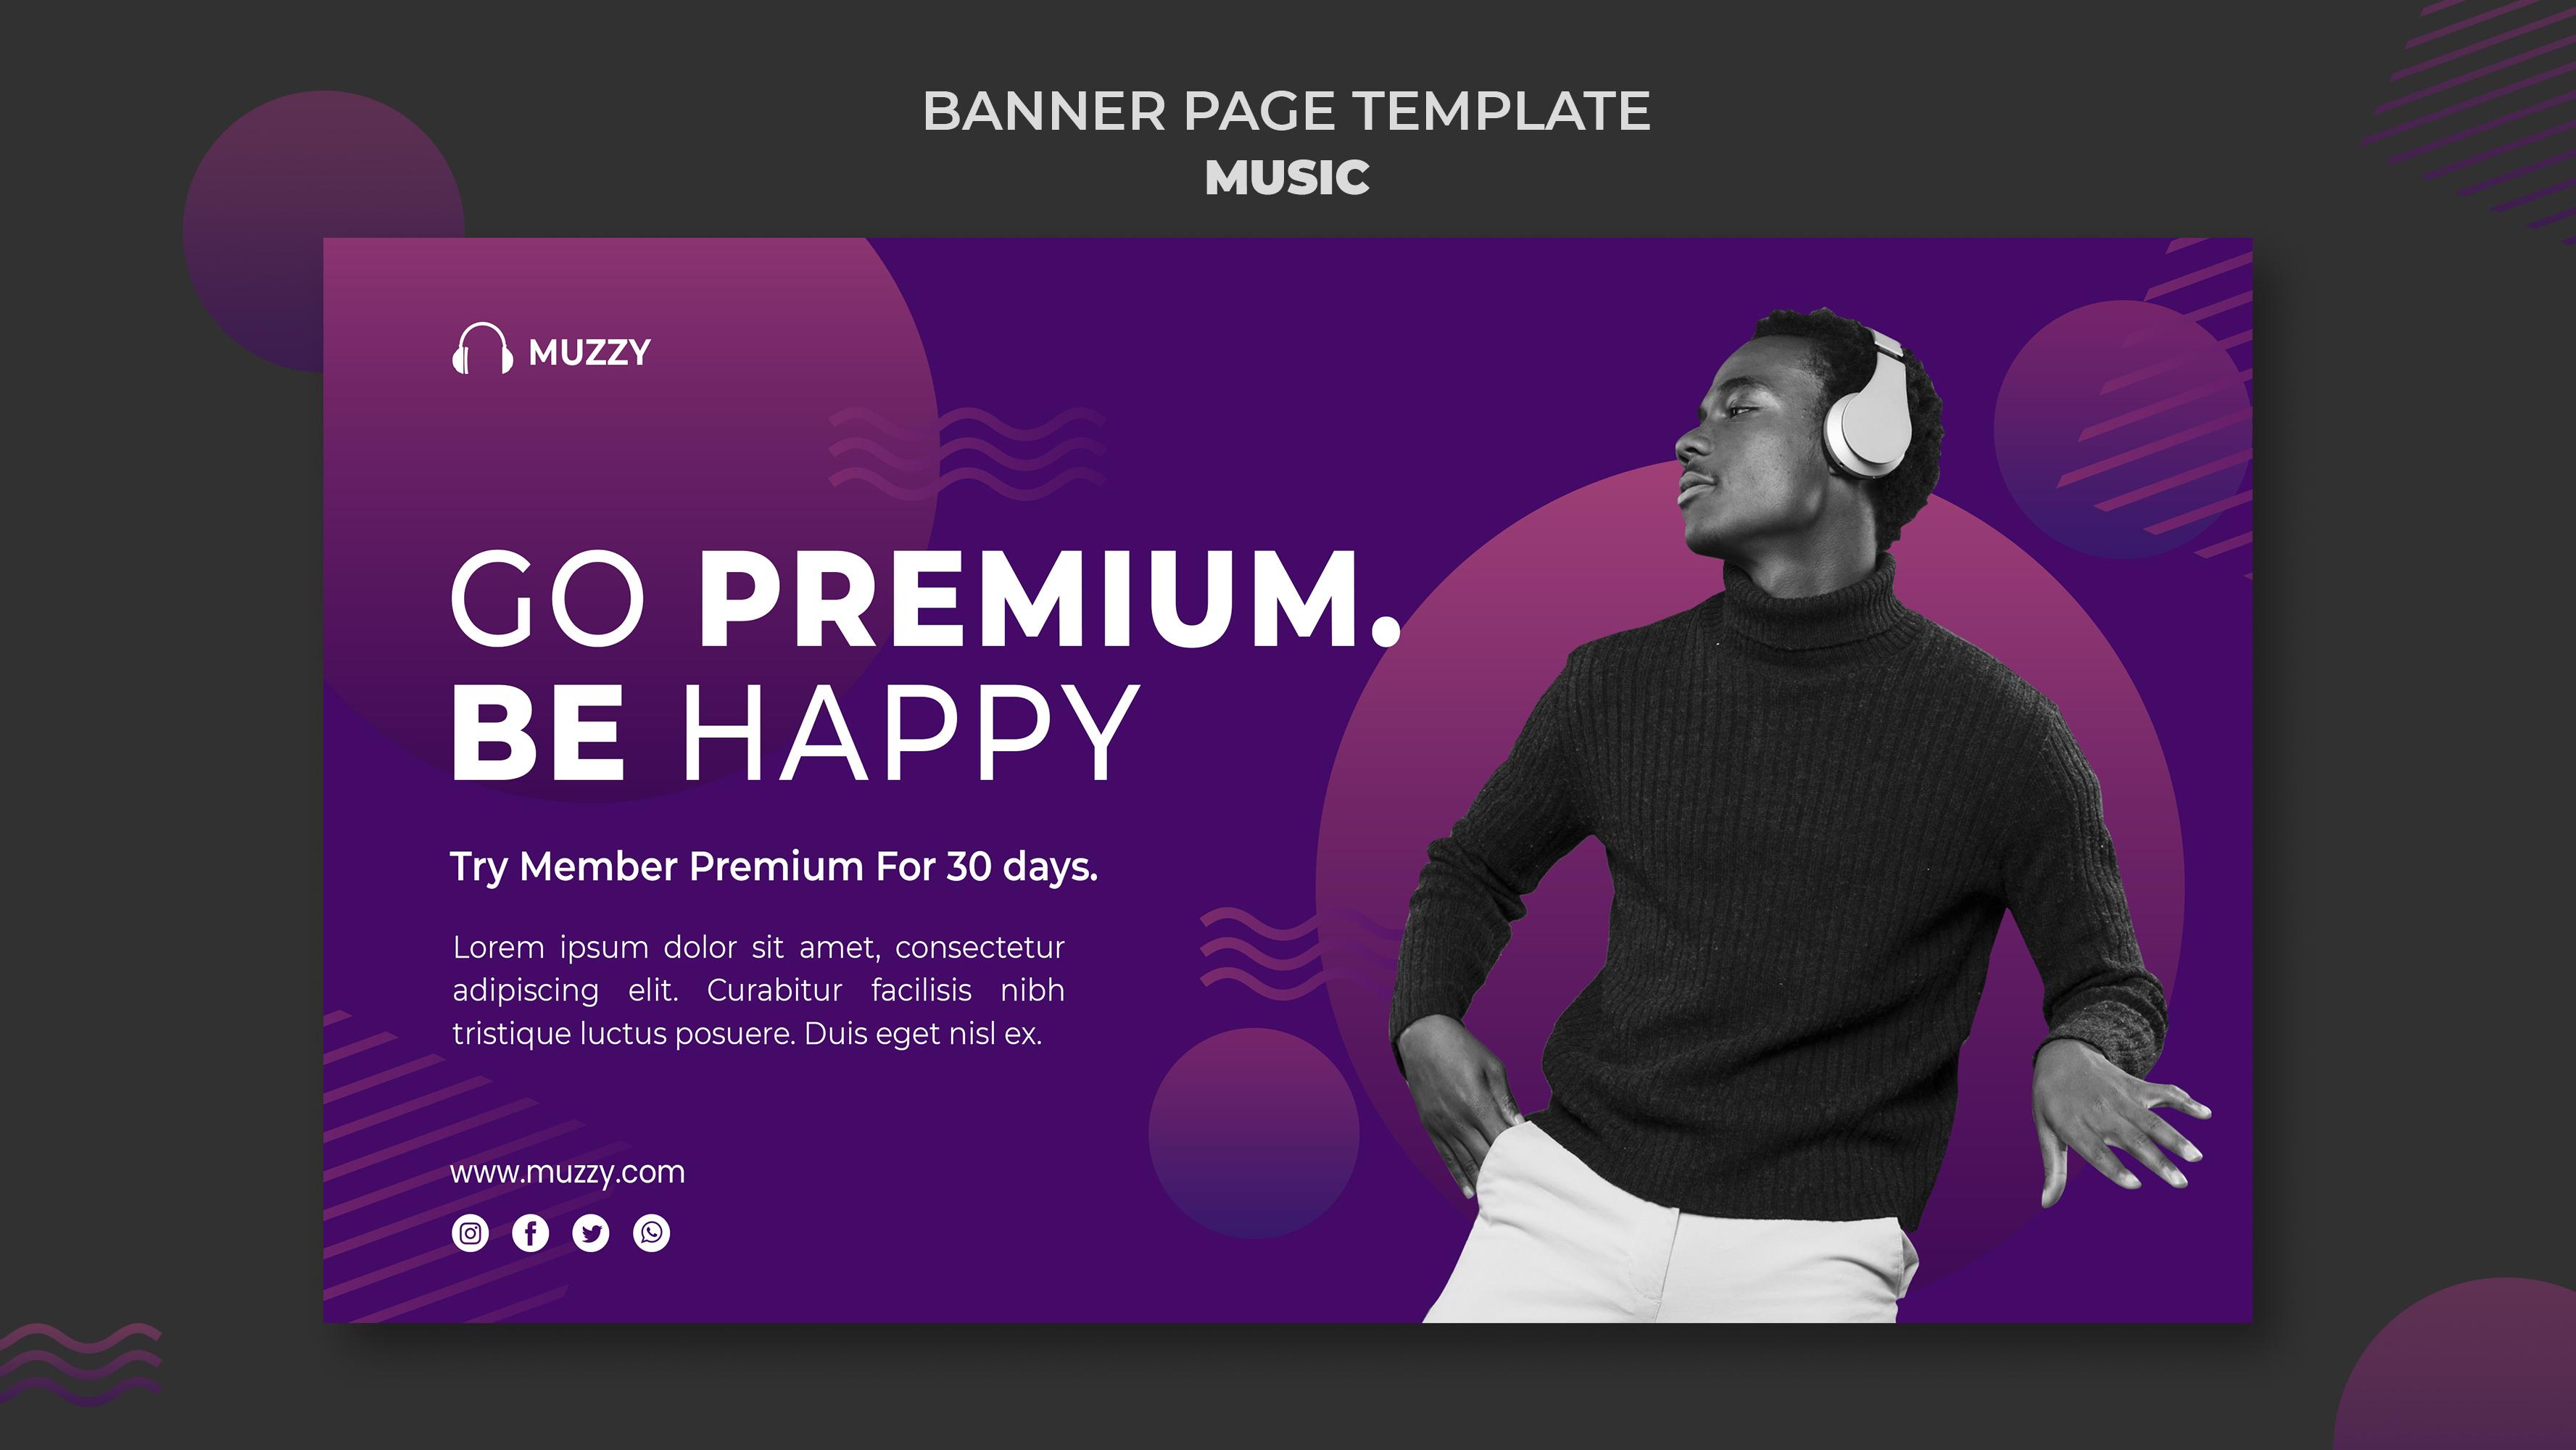 BANNER PAGE TEMPLATE
MUSIC
MUZZY
GO PREMIUM.
BE HAPPY
Try Member Premium For 30 days.
Lorem ipsum dolor sit amet, consectetur
adipiscing elit. Curabitur facilisis nibh
tristique luctus posuere. Duis eget nisl ex.
www.muzzy.com